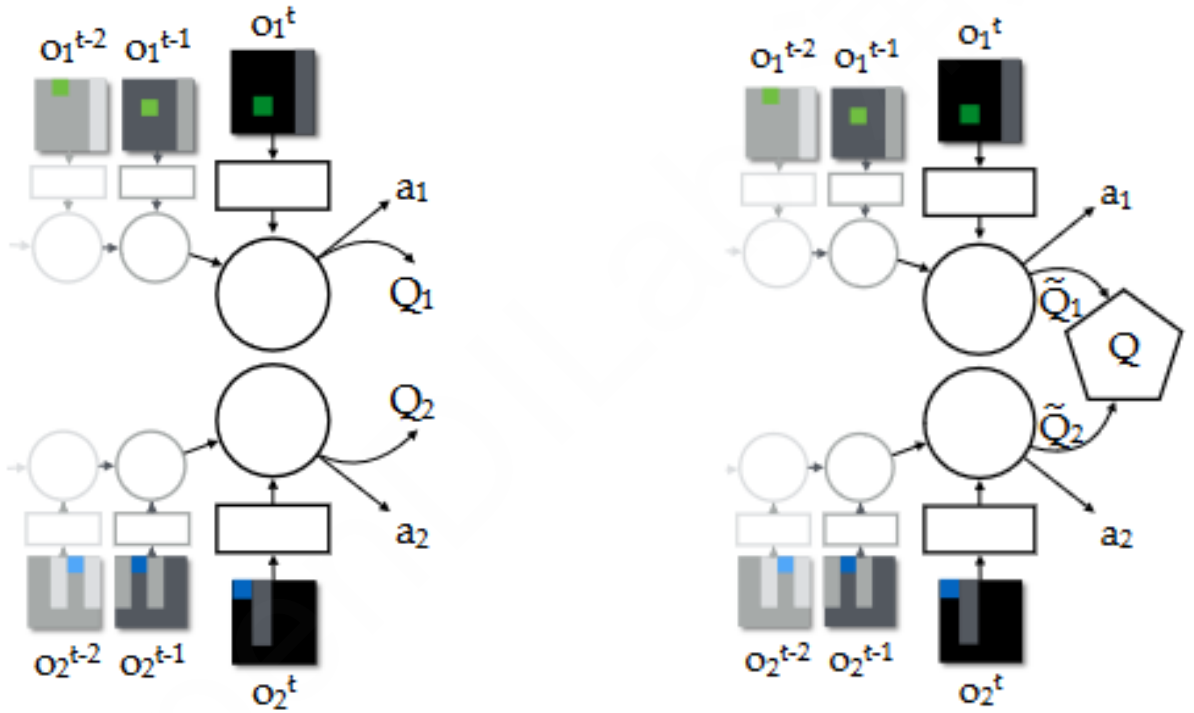 o₁ᵗ⁻² o₁ᵗ⁻¹ o₁ᵗ
a₁
Q₁
Q₂
a₂
o₂ᵗ⁻² o₂ᵗ⁻¹ o₂ᵗ
o₁ᵗ⁻² o₁ᵗ⁻¹ o₁ᵗ
a₁
Q̃₁
Q
Q̃₂
a₂
o₂ᵗ⁻² o₂ᵗ⁻¹ o₂ᵗ